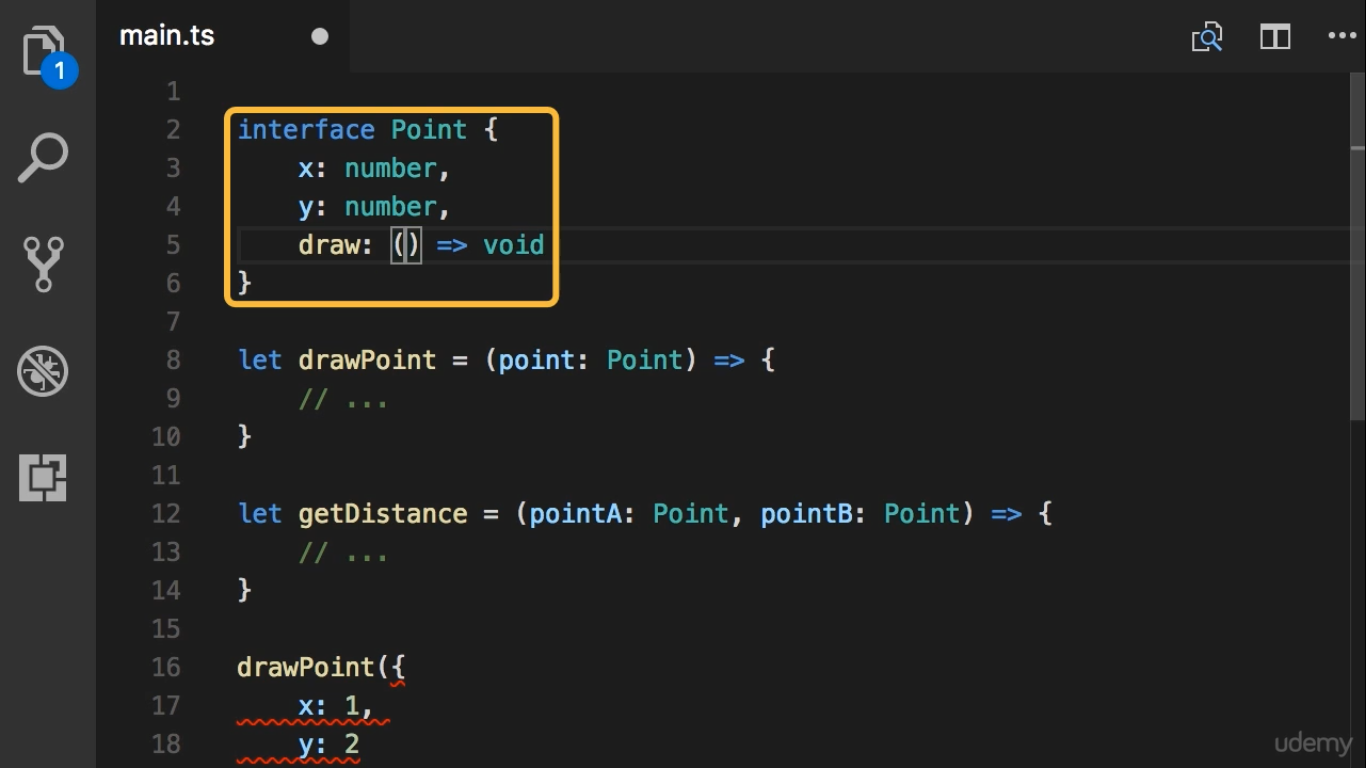 main.ts
1
1
2 interface Point {
3 x: number,
4 y: number,
5 draw: () => void
6 }
7
8 let drawPoint = (point: Point) => {
9 // ...
10 }
11
12 let getDistance = (pointA: Point, pointB: Point) => {
13 // ...
14 }
15
16 drawPoint({
17 x: 1,
18 y: 2
udemy